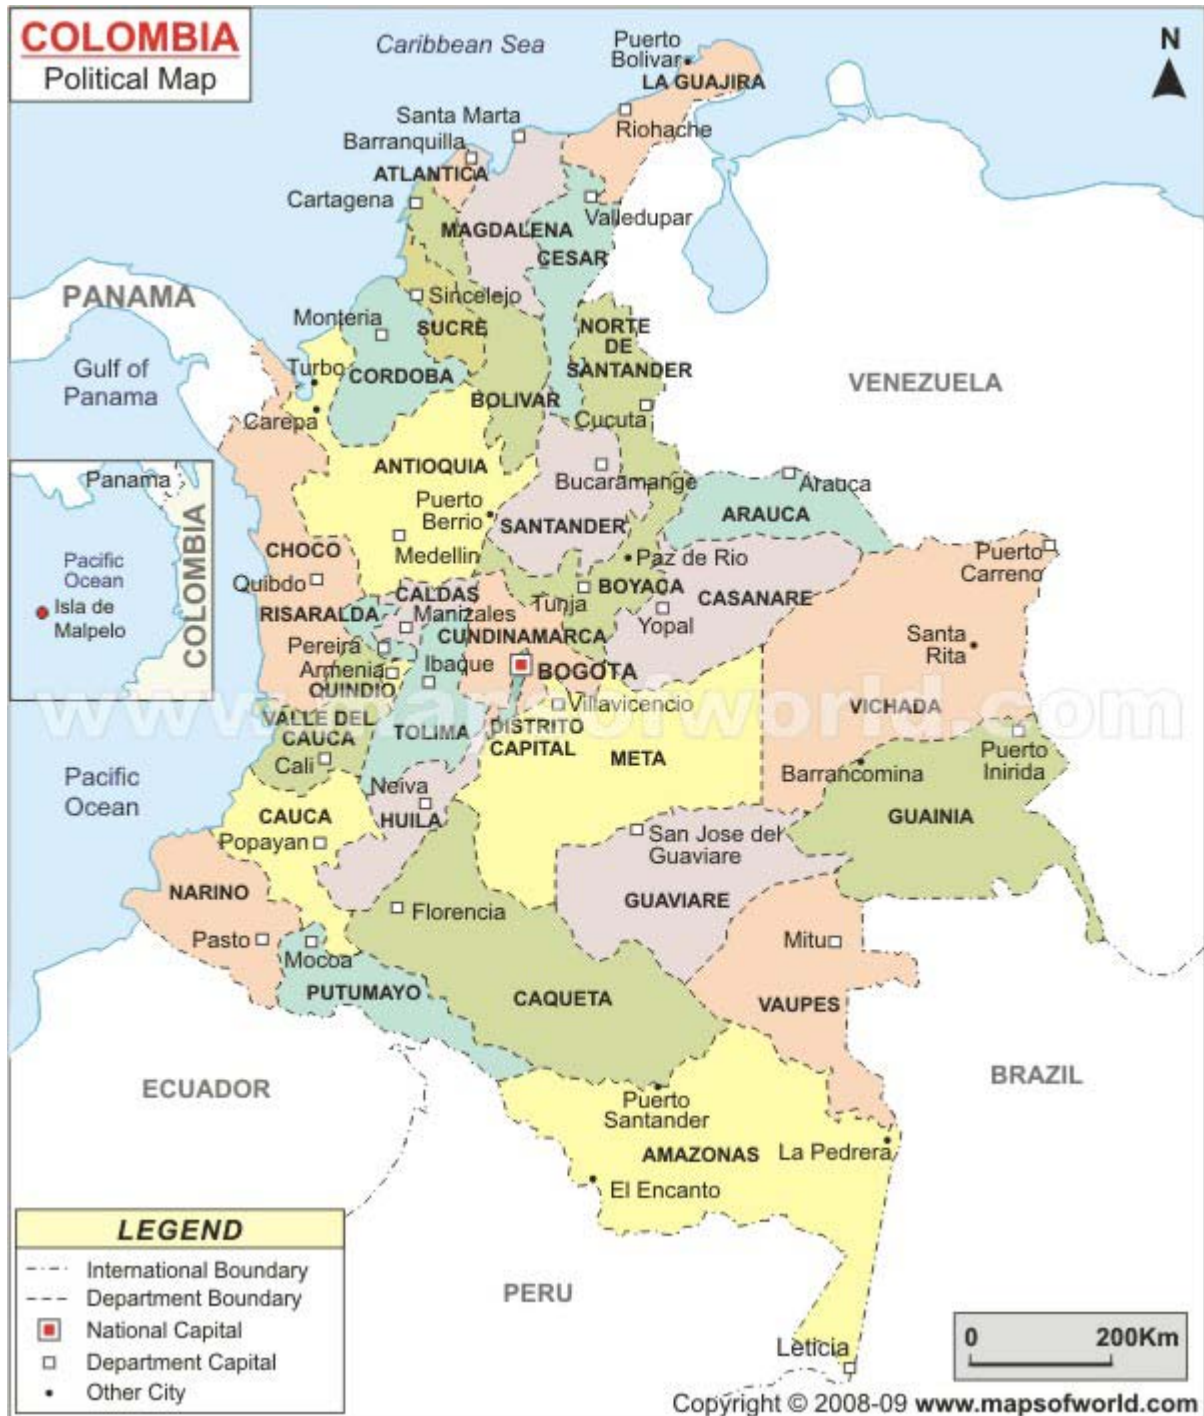 COLOMBIA
Political Map
Caribbean Sea
N
Puerto
Bolivar
LA GUAJIRA
Riohache
Santa Marta
Barranquilla
ATLANTICA
Cartagena
Valledupar
MAGDALENA
CESAR
PANAMA
Sincelejo
Monteria
SUCRE
NORTE
DE
SANTANDER
Gulf of
Panama
Turbo
CORDOBA
VENEZUELA
BOLIVAR
Carepa
Cucuta
ANTIOQUIA
Bucaramange
Arauca
Panama
COLOMBIA
Pacific
Ocean
Isla de
Malpelo
Puerto
Berrio
SANTANDER
ARAUCA
CHOCO
Medellin
Paz de Rio
Puerto
Carreno
Quibdo
CALDAS
BOYACA
CASANARE
RISARALDA
Manizales
Tunja
Yopal
CUNDINAMARCA
Santa
Rita
Pereira
Armenia
Ibaque
BOGOTA
QUINDIO
www.mapsofworld.com
Villavicencio
VICHADA
VALLE DEL
CAUCA
TOLIMA
DISTRITO
CAPITAL
META
Puerto
Inirida
Cali
Barrancomina
Pacific
Ocean
Neiva
CAUCA
HUILA
GUAINIA
Popayan
San Jose del
Guaviare
NARINO
GUAVIARE
Florencia
Pasto
Mocoa
Mitu
PUTUMAYO
CAQUETA
VAUPES
ECUADOR
BRAZIL
Puerto
Santander
AMAZONAS
La Pedrera
El Encanto
LEGEND
International Boundary
Department Boundary
National Capital
Department Capital
Other City
PERU
Leticia
0 200Km
Copyright © 2008-09 www.mapsofworld.com